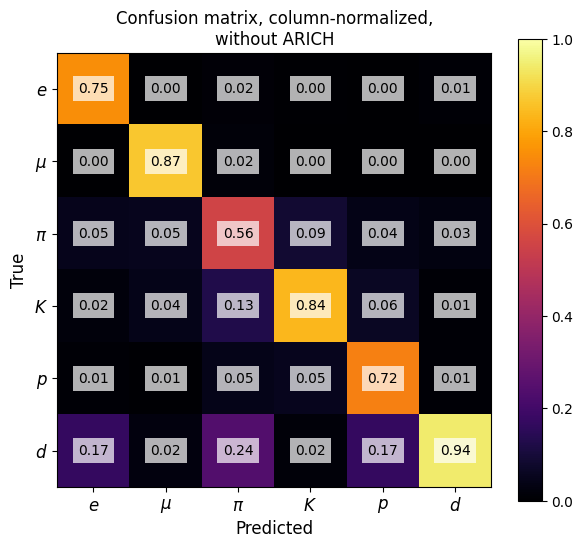 Confusion matrix, column-normalized,
without ARICH
1.0
e 0.75 0.00 0.02 0.00 0.00 0.01
μ 0.00 0.87 0.02 0.00 0.00 0.00
0.8
π 0.05 0.05 0.56 0.09 0.04 0.03
0.6
True
K 0.02 0.04 0.13 0.84 0.06 0.01
0.4
p 0.01 0.01 0.05 0.05 0.72 0.01
0.2
d 0.17 0.02 0.24 0.02 0.17 0.94
0.0
e μ π K p d
Predicted